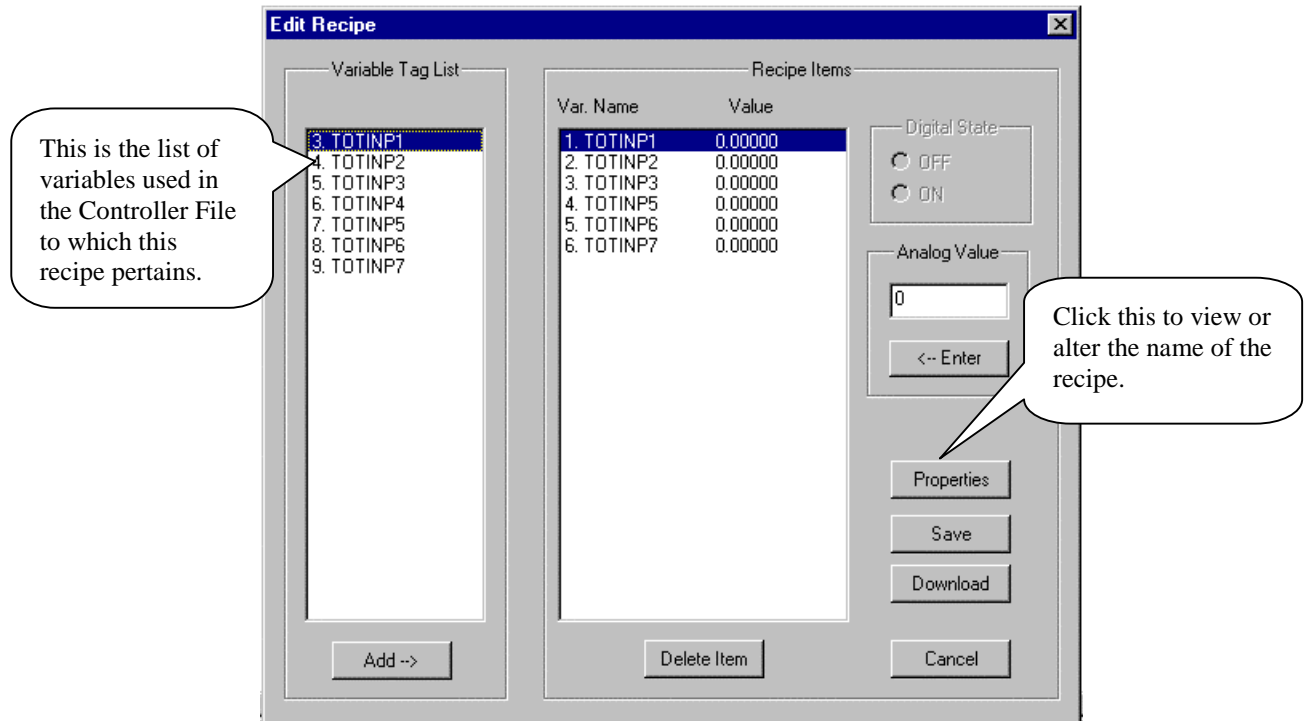 Edit Recipe
Variable Tag List
Recipe Items
Var. Name Value
3. TOTINP1
4. TOTINP2
5. TOTINP3
6. TOTINP4
7. TOTINP5
8. TOTINP6
9. TOTINP7
1. TOTINP1 0.00000
2. TOTINP2 0.00000
3. TOTINP3 0.00000
4. TOTINP5 0.00000
5. TOTINP6 0.00000
6. TOTINP7 0.00000
Digital State
OFF
ON
Analog Value
0
<-- Enter
Properties
Save
Download
Add -->
Delete Item
Cancel
This is the list of
variables used in
the Controller File
to which this
recipe pertains.
Click this to view or
alter the name of the
recipe.